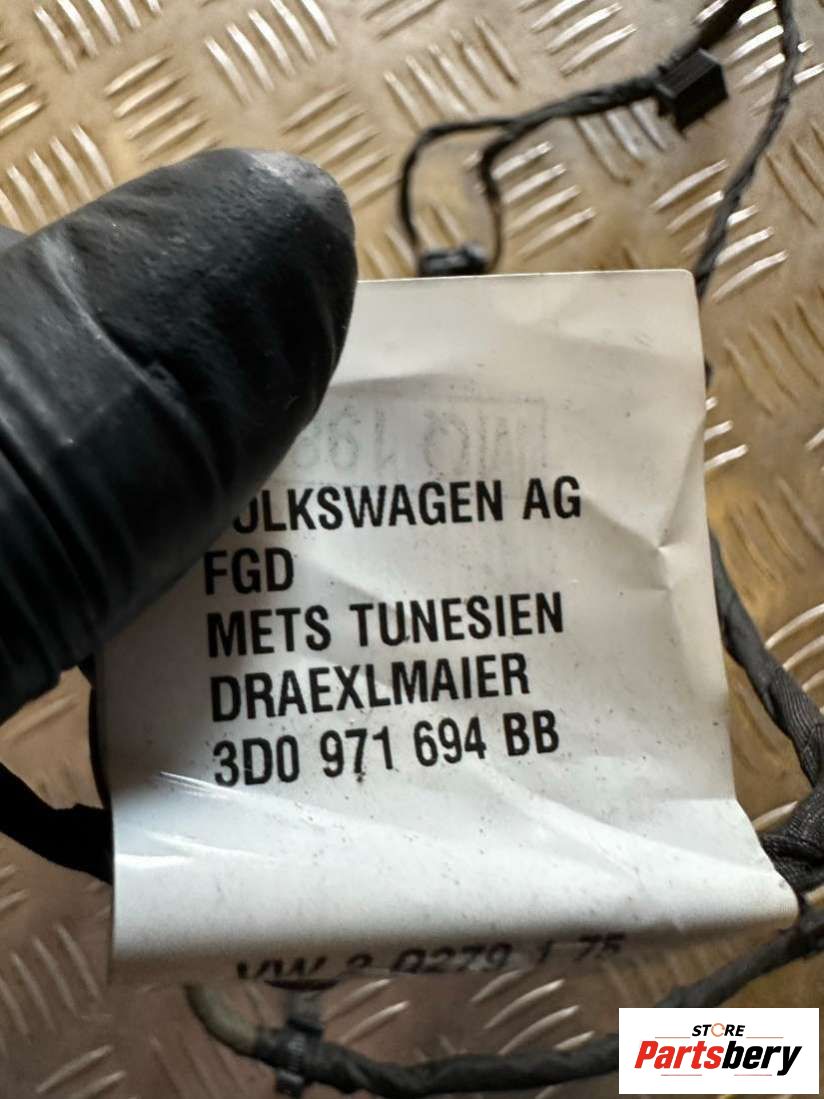 OLKSWAGEN AG
FGD
METS TUNESIEN
DRAEXLMAIER
3D0 971 694 BB
STORE
Partsbery